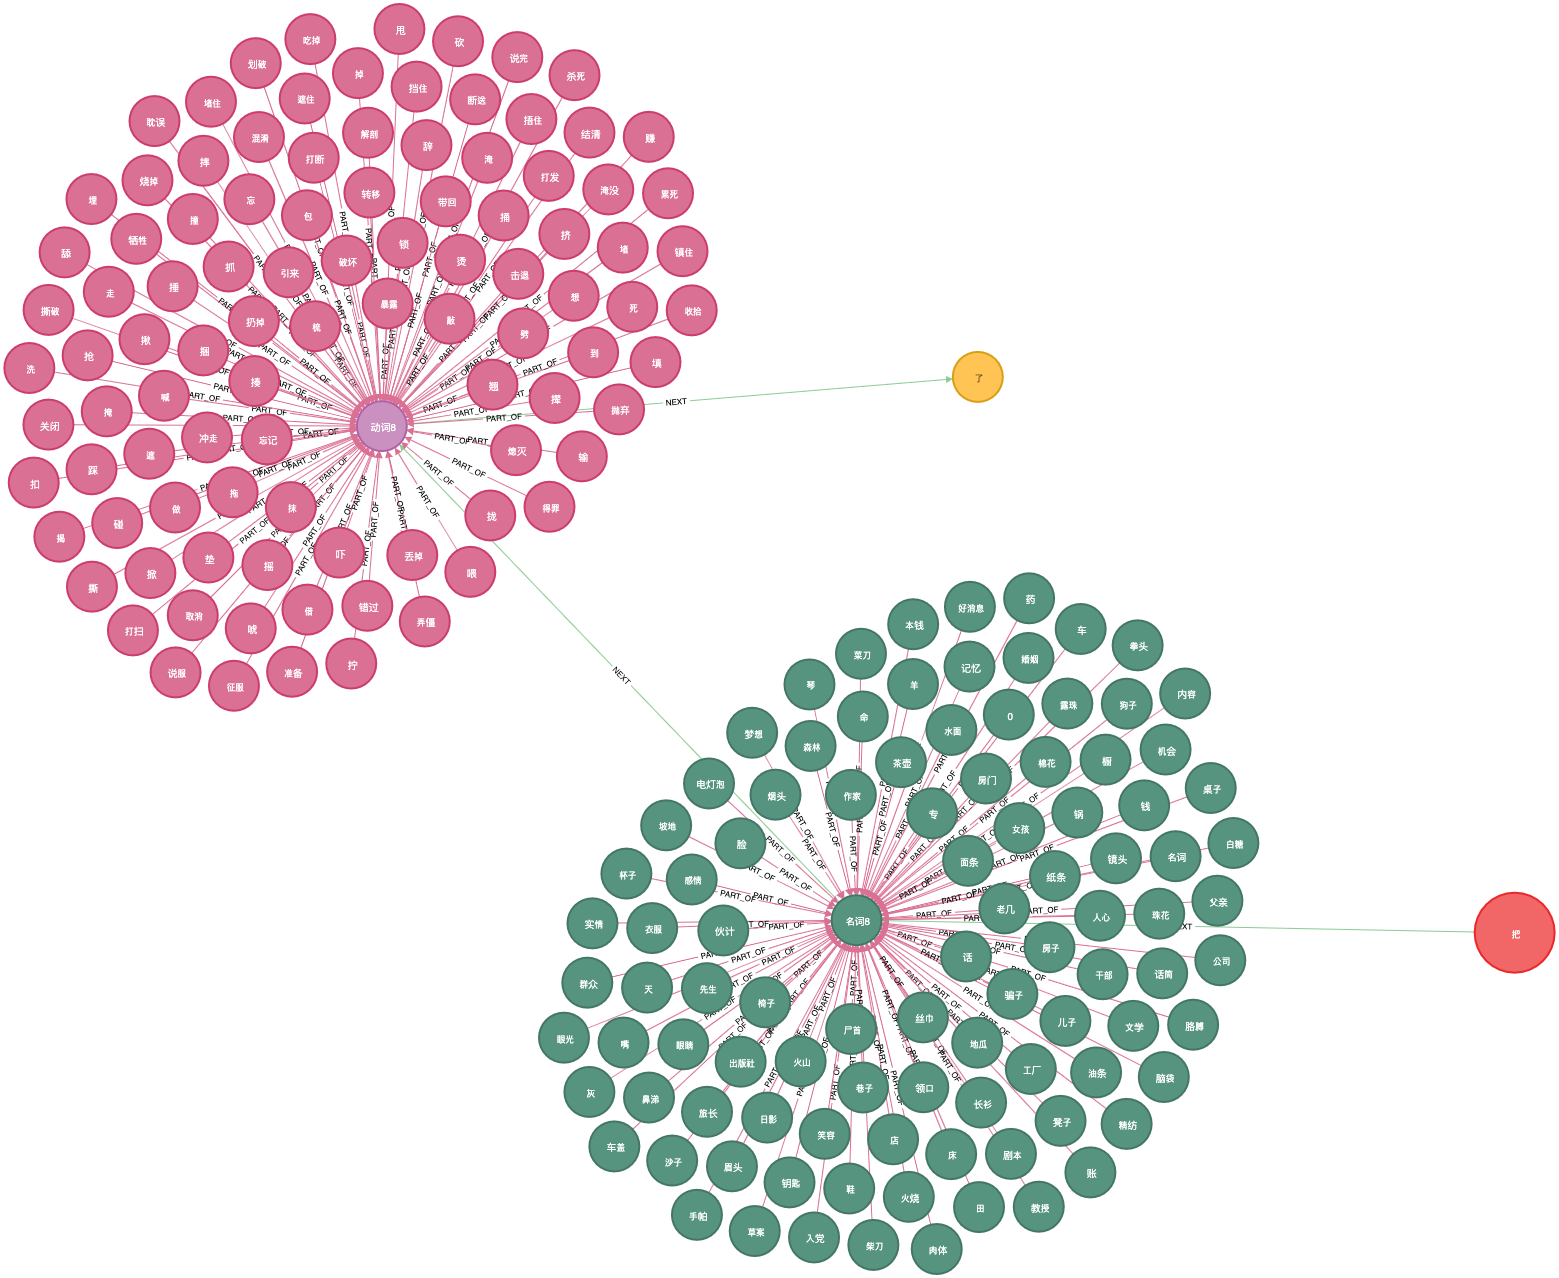 甩
吃掉
砍
说完
划破
掉
杀死
挡住
遮住
断送
堵住
捂住
耽误
解剖
结清
混淆
赚
辞
打断
淹
摔
打发
烧掉
淹没
转移
累死
忘
埋
带回
包
捅
撞
挤
牺牲
锁
堵
镇住
舔
烫
破坏
抓
引来
击退
捶
走
想
暴露
死
撕破
收拾
扔掉
敲
梳
劈
揪
捆
到
抢
填
洗
揍
翘
喊
撵
掩
抛弃
关闭
动词8
冲走
忘记
熄灭
遮
输
踩
扣
拖
做
抹
得罪
拢
碰
揭
吓
丢掉
垫
摇
喂
掀
撕
错过
借
取消
弄僵
唬
打扫
拧
准备
说服
征服
了
NEXT
NEXT
药
好消息
本钱
车
拳头
菜刀
婚姻
记忆
琴
羊
内容
露珠
狗子
命
0
水面
梦想
森林
机会
橱
茶壶
棉花
房门
电灯泡
桌子
烟头
作家
钱
锅
专
坡地
女孩
白糖
脸
名词
镜头
面条
杯子
纸条
感情
父亲
老几
珠花
人心
名词8
实情
衣服
伙计
把
房子
话
公司
话筒
干部
群众
天
先生
骗子
椅子
胳膊
丝巾
儿子
文学
尸首
眼光
嘴
眼睛
地瓜
出版社
火山
工厂
油条
脑袋
巷子
领口
灰
鼻涕
长衫
旅长
日影
凳子
精纺
笑容
店
车盖
床
剧本
沙子
眉头
账
钥匙
鞋
火烧
田
教授
手帕
草案
入党
柴刀
肉体
PART_OF